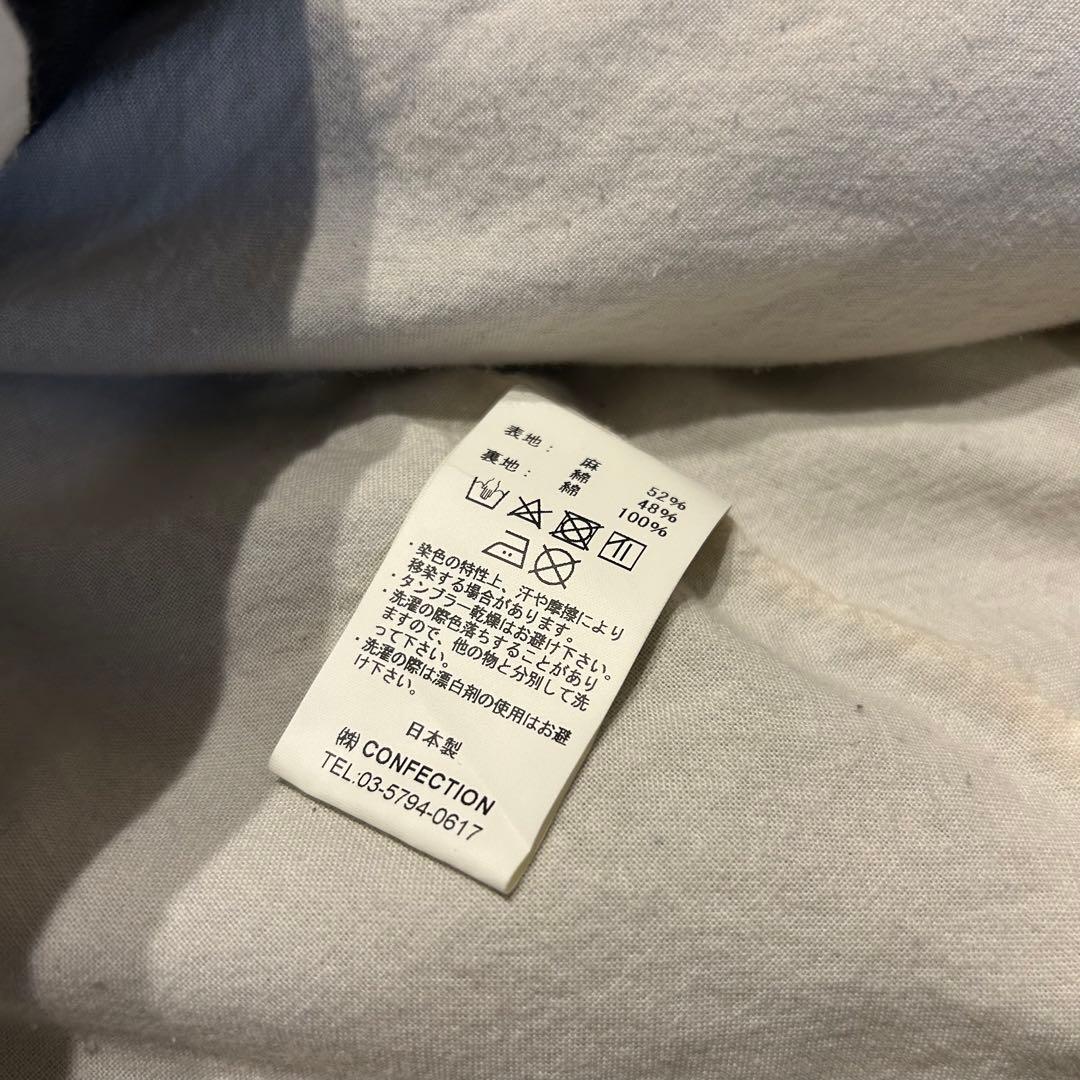 表地： 麻 52%
綿 48%
裏地： 綿 100%
・染色の特性上、汗や摩擦により
移染する場合があります。
・タンブラー乾燥はお避け下さい。
・洗濯の際色落ちすることがあり
ますので、他の物と分別して洗
って下さい。
・洗濯の際は漂白剤の使用はお避
け下さい。
日本製
㈱ CONFECTION
TEL:03-5794-0617